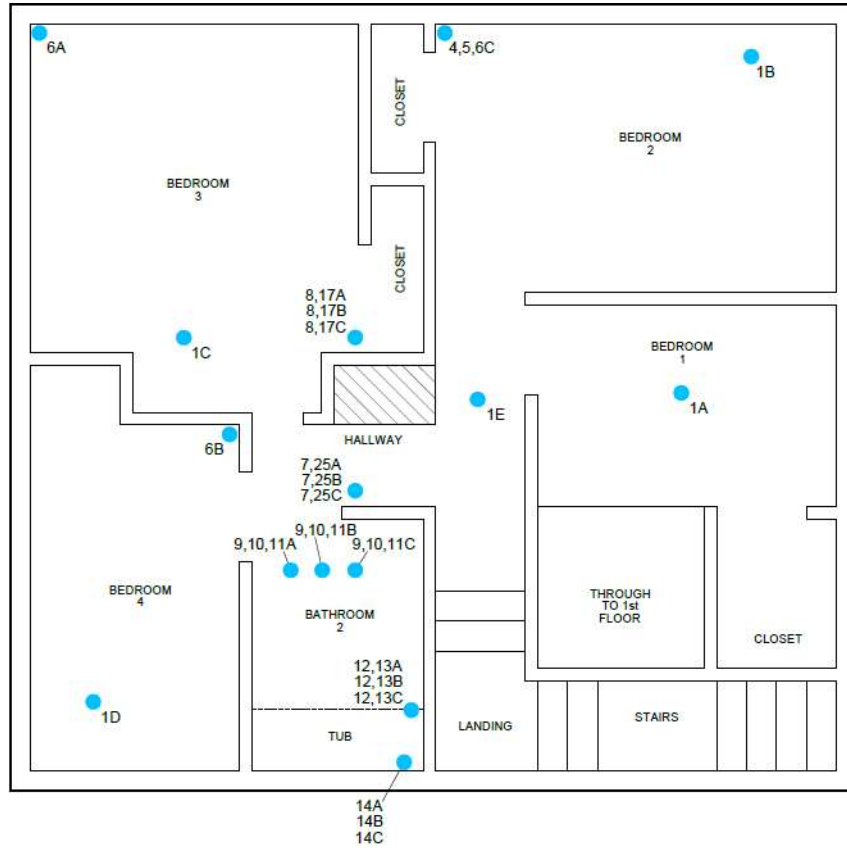 6A
4,5,6C
1B
CLOSET
BEDROOM
2
BEDROOM
3
CLOSET
8,17A
8,17B
8,17C
1C
BEDROOM
1
1A
1E
6B
HALLWAY
7,25A
7,25B
7,25C
9,10,11B
9,10,11A
9,10,11C
BEDROOM
4
BATHROOM
2
THROUGH
TO 1st
FLOOR
CLOSET
12,13A
12,13B
12,13C
1D
TUB
LANDING
STAIRS
14A
14B
14C